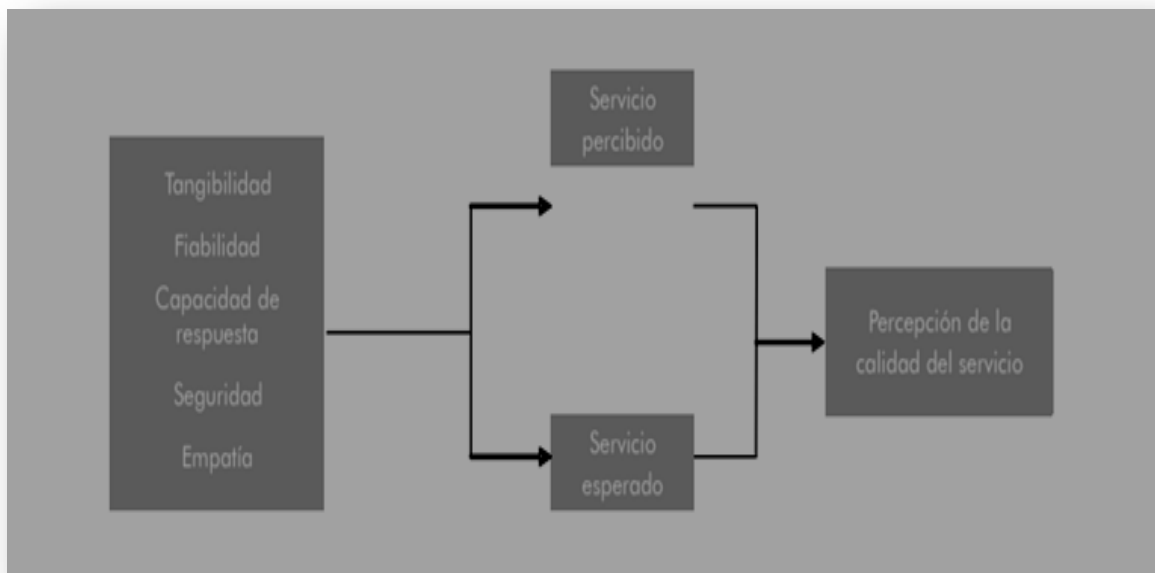 Tangibilidad
Fiabilidad
Capacidad de
respuesta
Seguridad
Empatía
Servicio
percibido
Servicio
esperado
Percepción de la
calidad del servicio